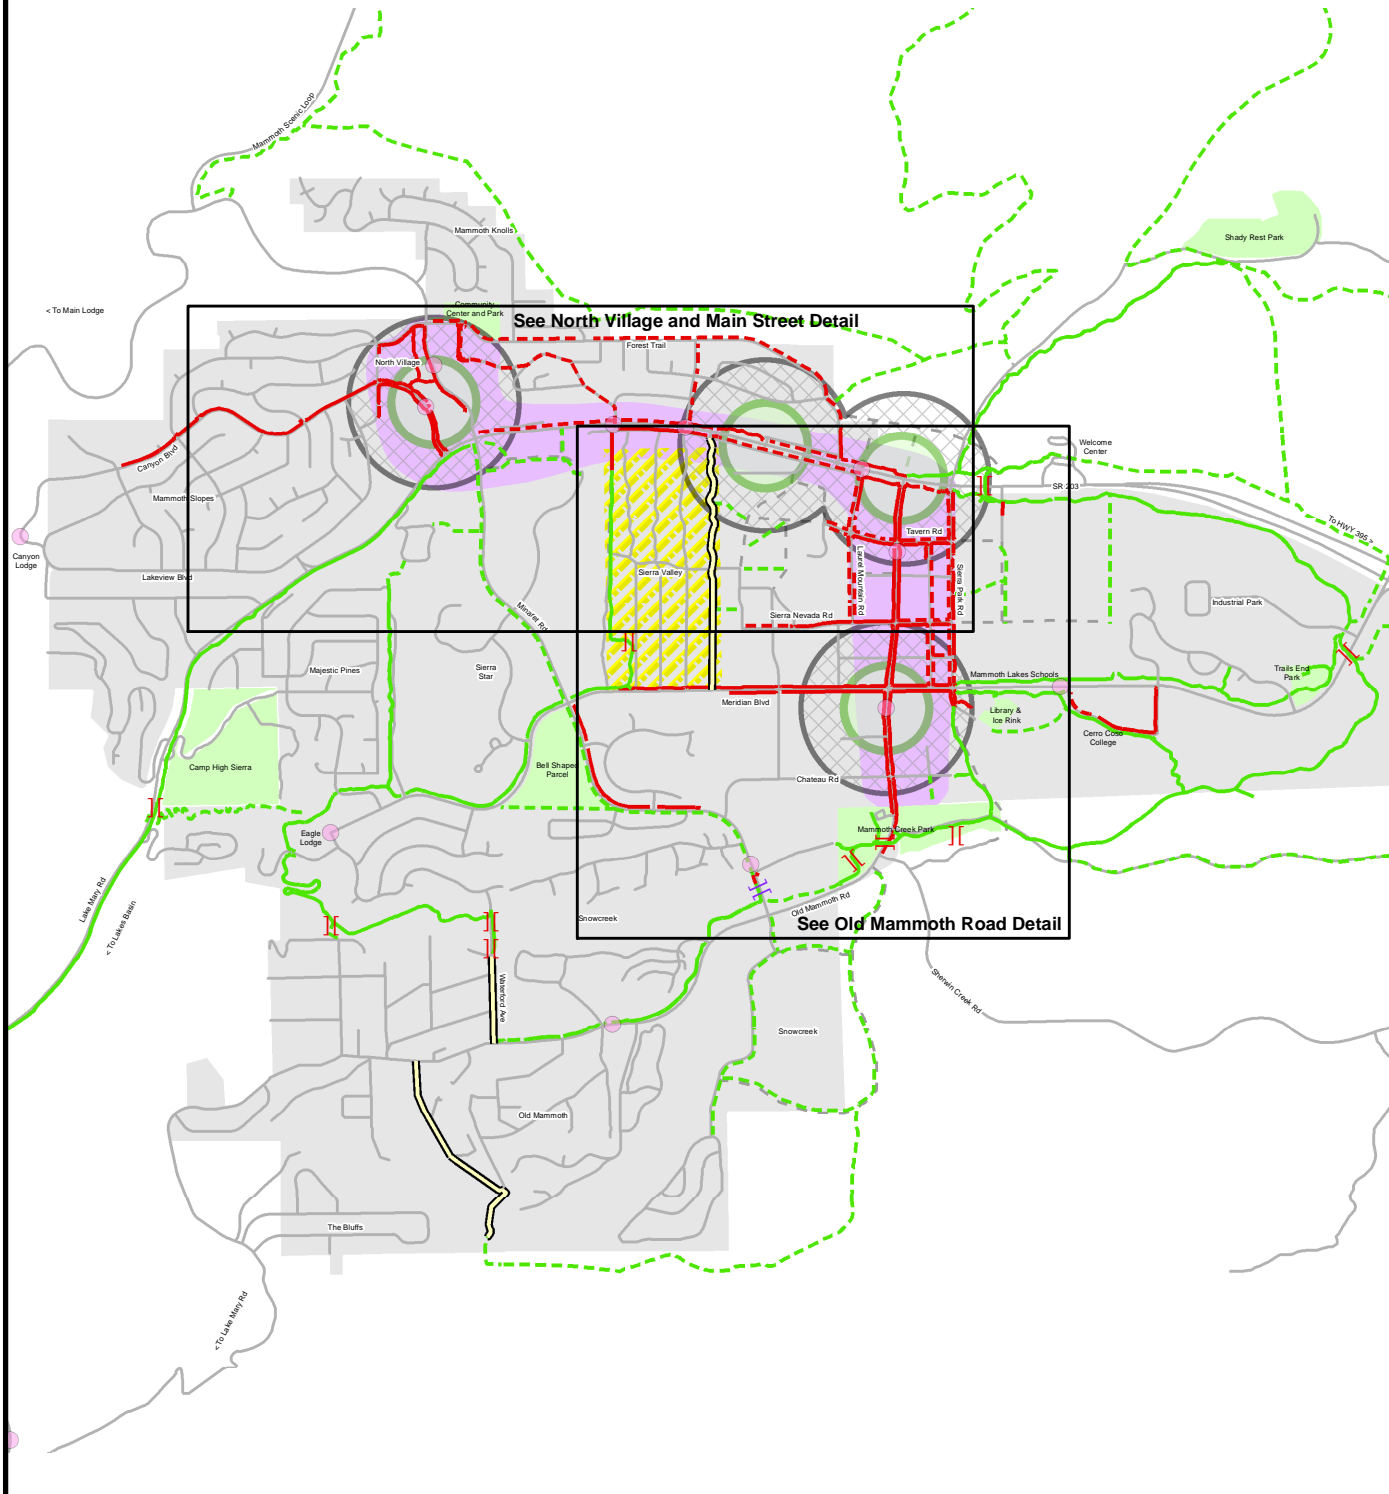 Mammoth Scenic Loop
Mammoth Knolls
Shady Rest Park
< To Main Lodge
Community
Center and Park
See North Village and Main Street Detail
Forest Trail
North Village
Canyon Blvd
Welcome
Center
SR 203
Mammoth Slopes
To HWY 395 >
Tavern Rd
Canyon
Lodge
Lakeview Blvd
Sierra Valley
Laurel Mountain Rd
Sierra Park Rd
Industrial Park
Minaret Rd
Sierra Nevada Rd
Majestic Pines
Sierra
Star
Mammoth Lakes Schools
Trails End
Park
Meridian Blvd
Library &
Ice Rink
Cerro Coso
College
Camp High Sierra
Bell Shaped
Parcel
Chateau Rd
Eagle
Lodge
Mammoth Creek Park
Lake Mary Rd
< To Lakes Basin
Old Mammoth Rd
Snowcreek
See Old Mammoth Road Detail
Waterford Ave
Sherwin Creek Rd
Snowcreek
Old Mammoth
The Bluffs
< To Lake Mary Rd